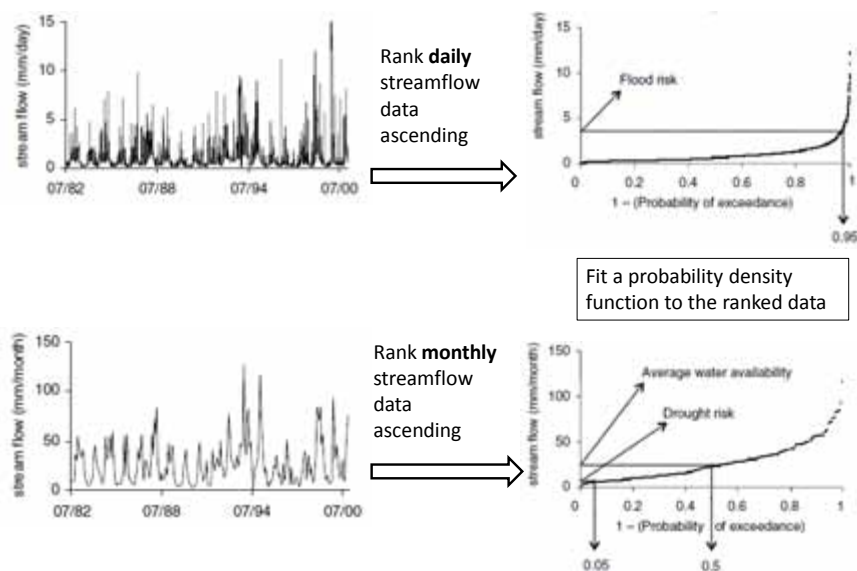 stream flow (mm/day)
15
10
5
0
07/82
07/88
07/94
07/00
Rank daily
streamflow
data
ascending
stream flow (mm/day)
15
10
5
0
Flood risk
0
0.2
0.4
0.6
0.8
1
1 – (Probability of exceedance)
0.95
Fit a probability density
function to the ranked data
stream flow (mm/month)
150
100
50
0
07/82
07/88
07/94
07/00
Rank monthly
streamflow
data
ascending
stream flow (mm/month)
150
100
50
0
Average water availability
Drought risk
0
0.2
0.4
0.6
0.8
1
1 – (Probability of exceedance)
0.05
0.5